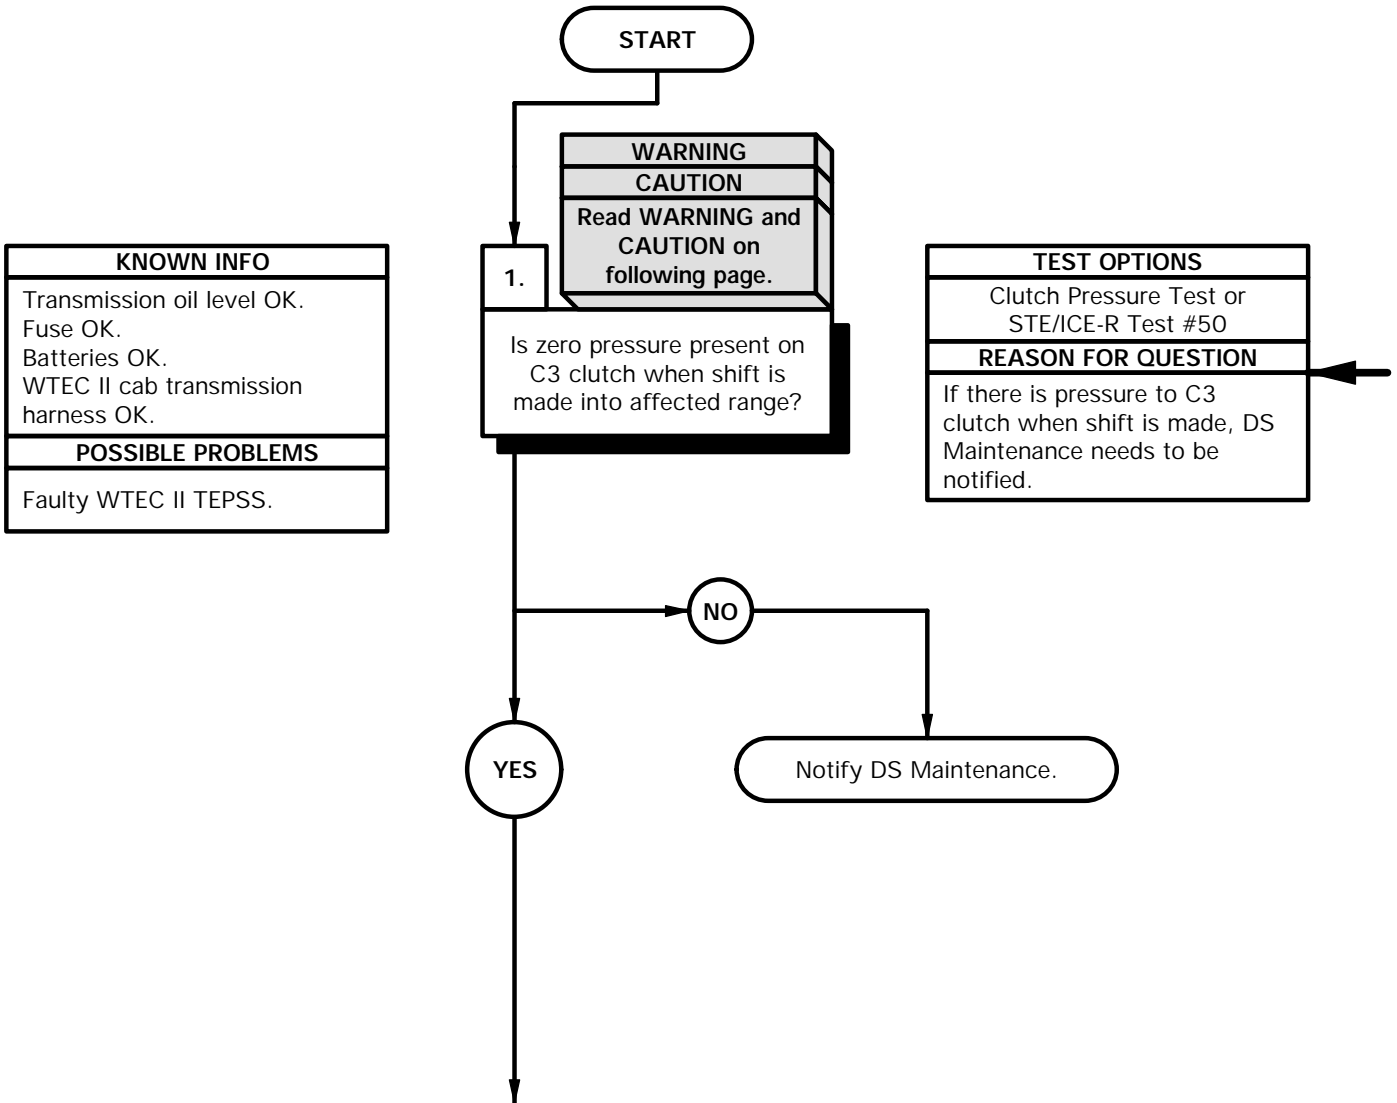 START
WARNING
CAUTION
Read WARNING and
CAUTION on
following page.
KNOWN INFO
Transmission oil level OK.
Fuse OK.
Batteries OK.
WTEC II cab transmission
harness OK.
POSSIBLE PROBLEMS
Faulty WTEC II TEPSS.
1.
Is zero pressure present on
C3 clutch when shift is
made into affected range?
TEST OPTIONS
Clutch Pressure Test or
STE/ICE-R Test #50
REASON FOR QUESTION
If there is pressure to C3
clutch when shift is made, DS
Maintenance needs to be
notified.
NO
YES
Notify DS Maintenance.